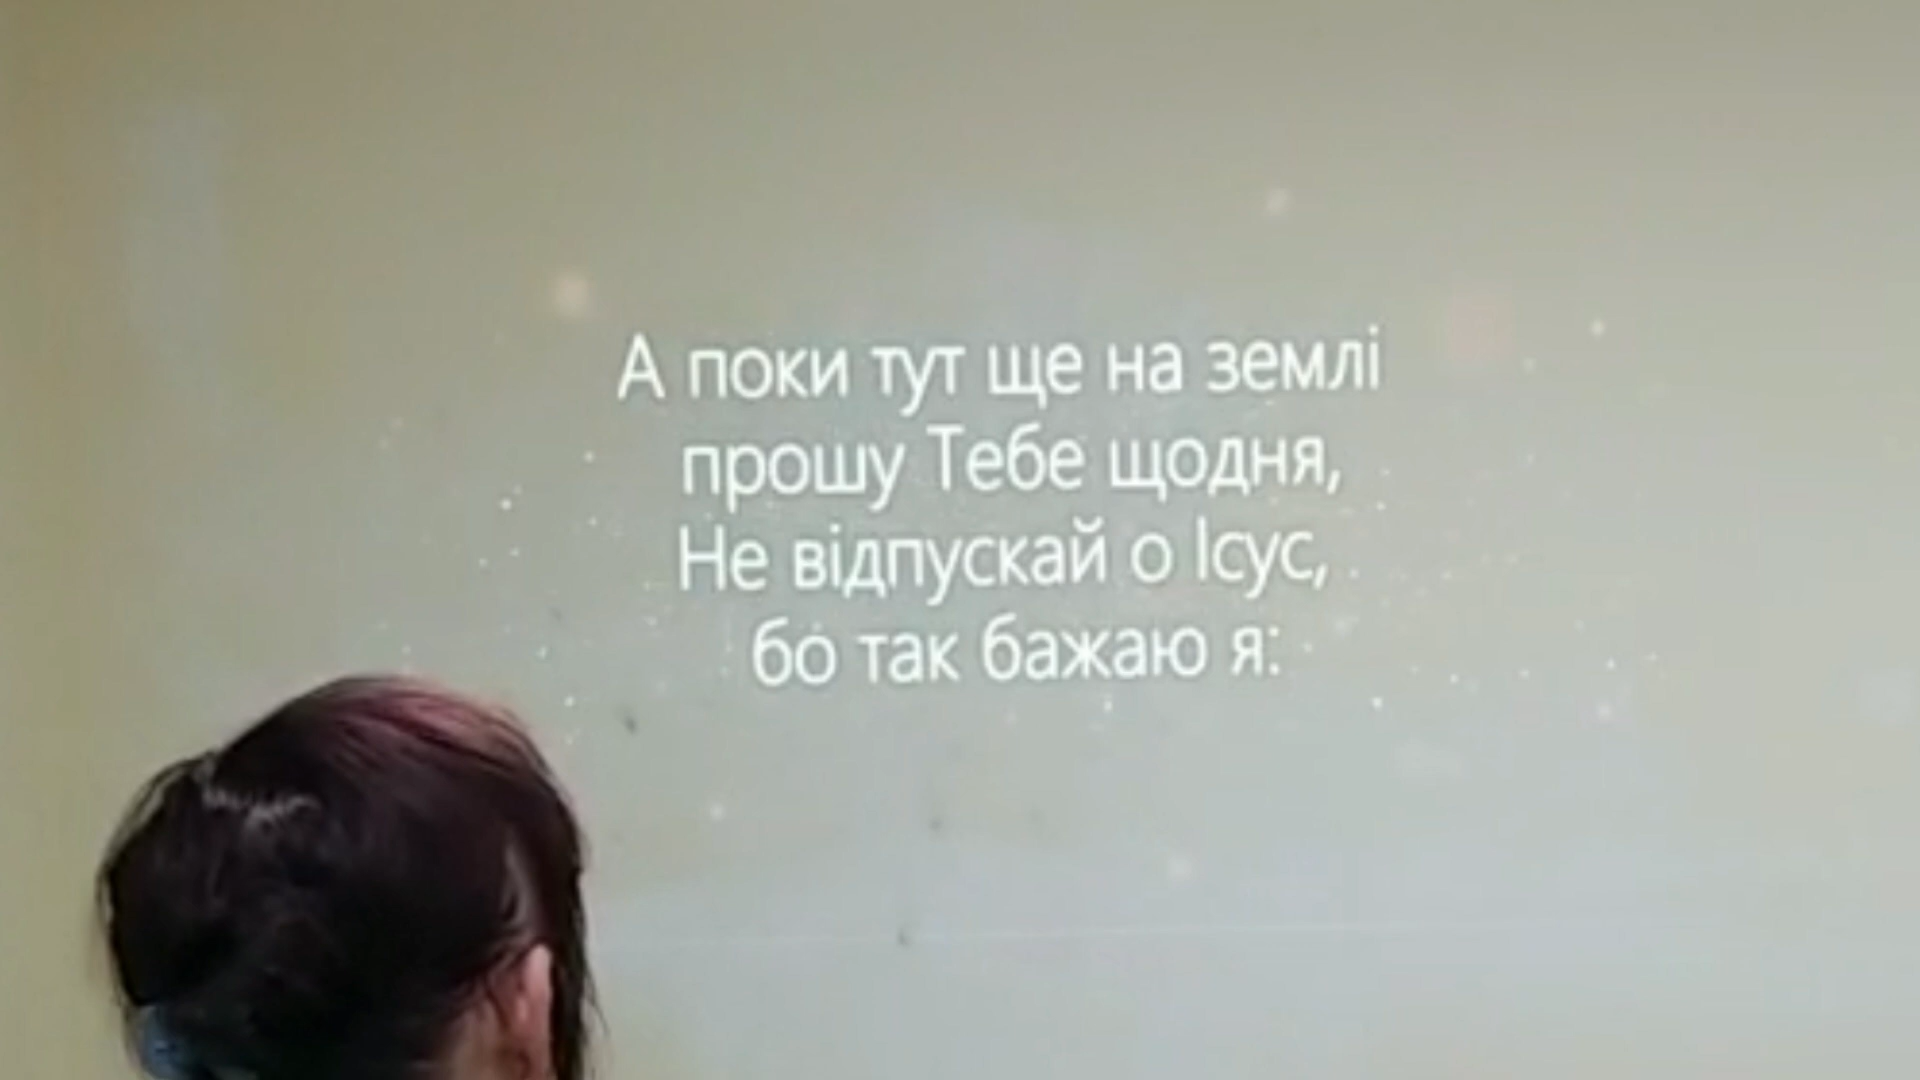 А поки тут ще на землі
прошу Тебе щодня,
Не відпускай о Ісус,
бо так бажаю я: